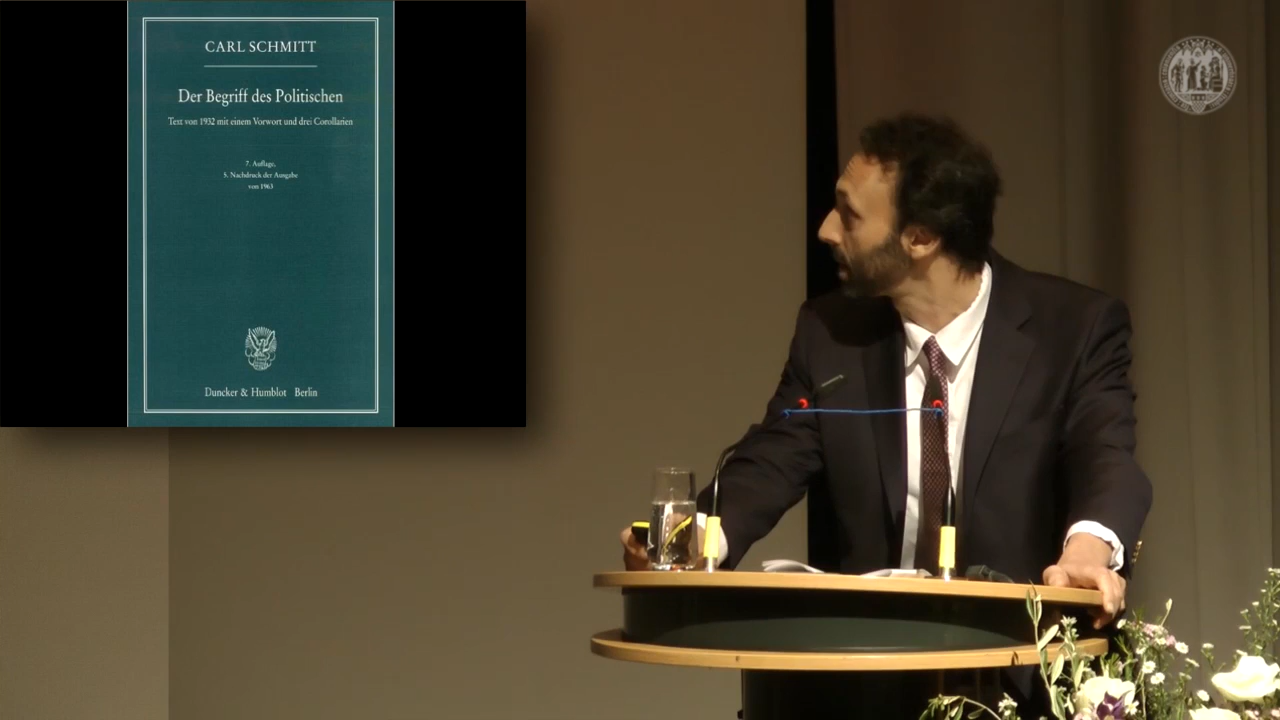 CARL SCHMITT
Der Begriff des Politischen
Text von 1932 mit einem Vorwort und drei Corollarien
7. Auflage,
5. Nachdruck der Ausgabe
von 1963
Duncker & Humblot Berlin